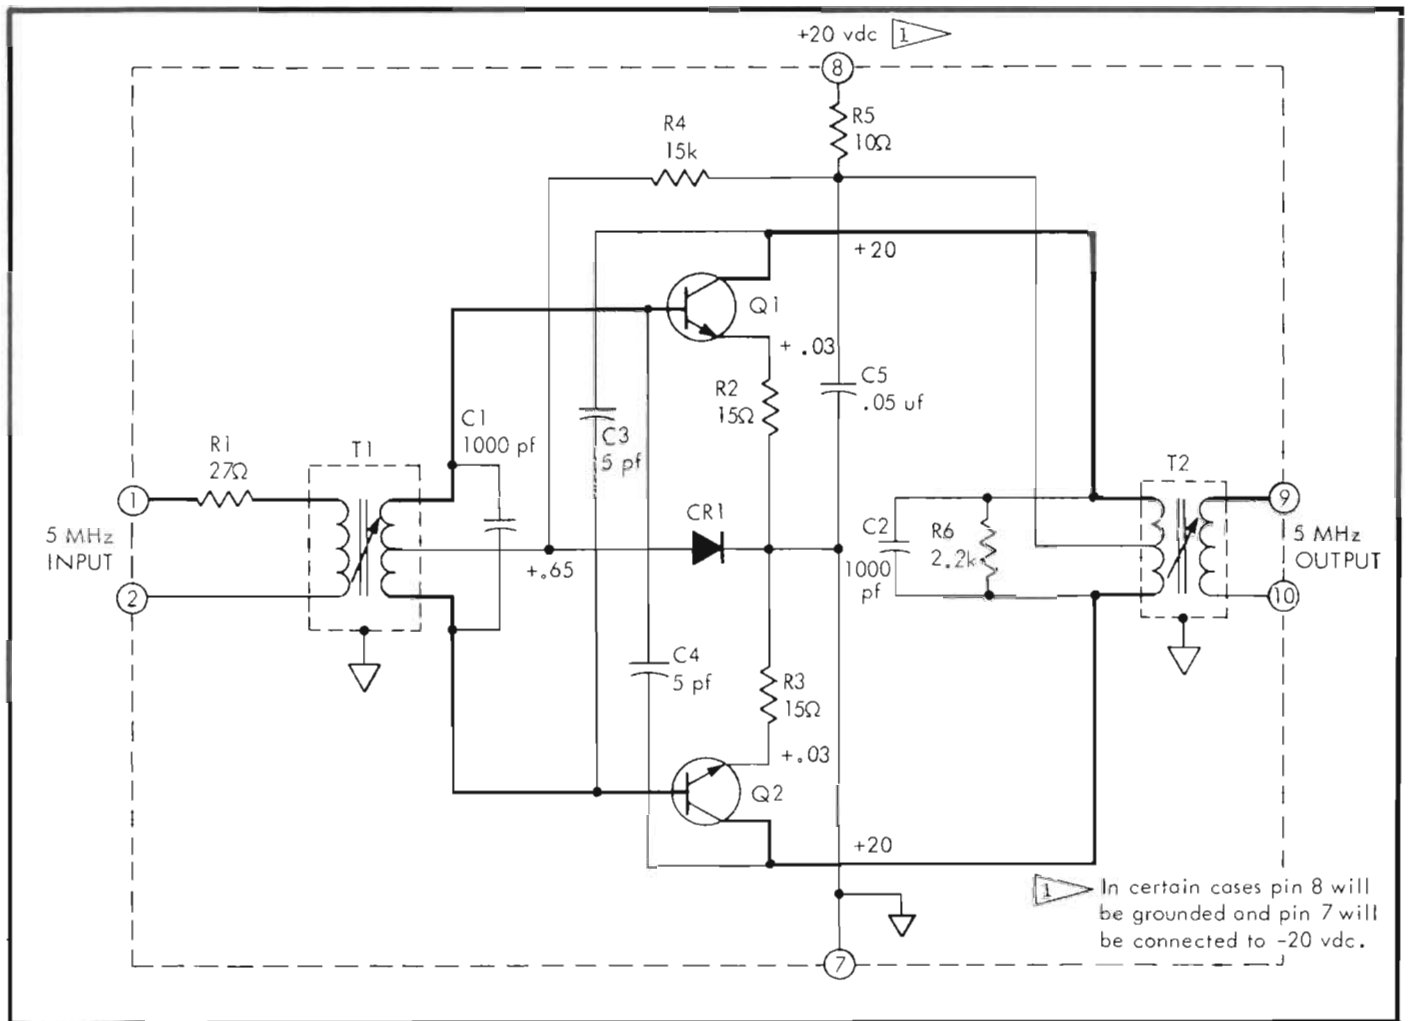 +20 vdc 1
8
R5
10Ω
R4
15k
+20
Q1
+ .03
R2
15Ω
C5
.05 uf
C1
1000 pf
C3
5 pf
R1
27Ω
T1
T2
1
5 MHz
INPUT
2
CR1
+.65
C2
1000
pf
R6
2.2k
9
5 MHz
OUTPUT
10
C4
5 pf
R3
15Ω
+.03
Q2
+20
1 In certain cases pin 8 will
be grounded and pin 7 will
be connected to -20 vdc.
7